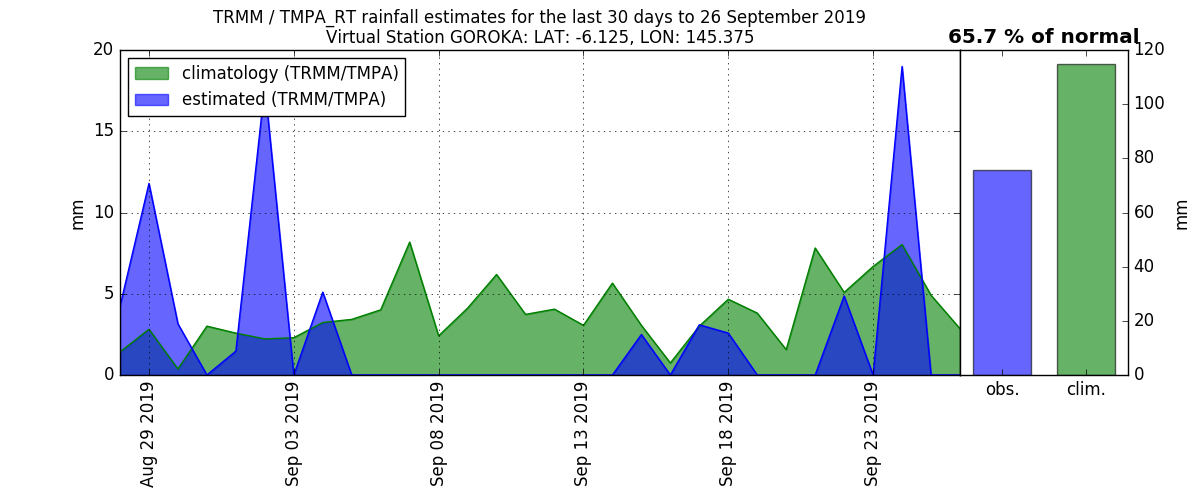 TRMM / TMPA_RT rainfall estimates for the last 30 days to 26 September 2019
Virtual Station GOROKA: LAT: -6.125, LON: 145.375
65.7 % of normal
climatology (TRMM/TMPA)
estimated (TRMM/TMPA)
20
15
10
5
0
mm
Aug 29 2019
Sep 03 2019
Sep 08 2019
Sep 13 2019
Sep 18 2019
Sep 23 2019
120
100
80
60
40
20
0
mm
obs.
clim.